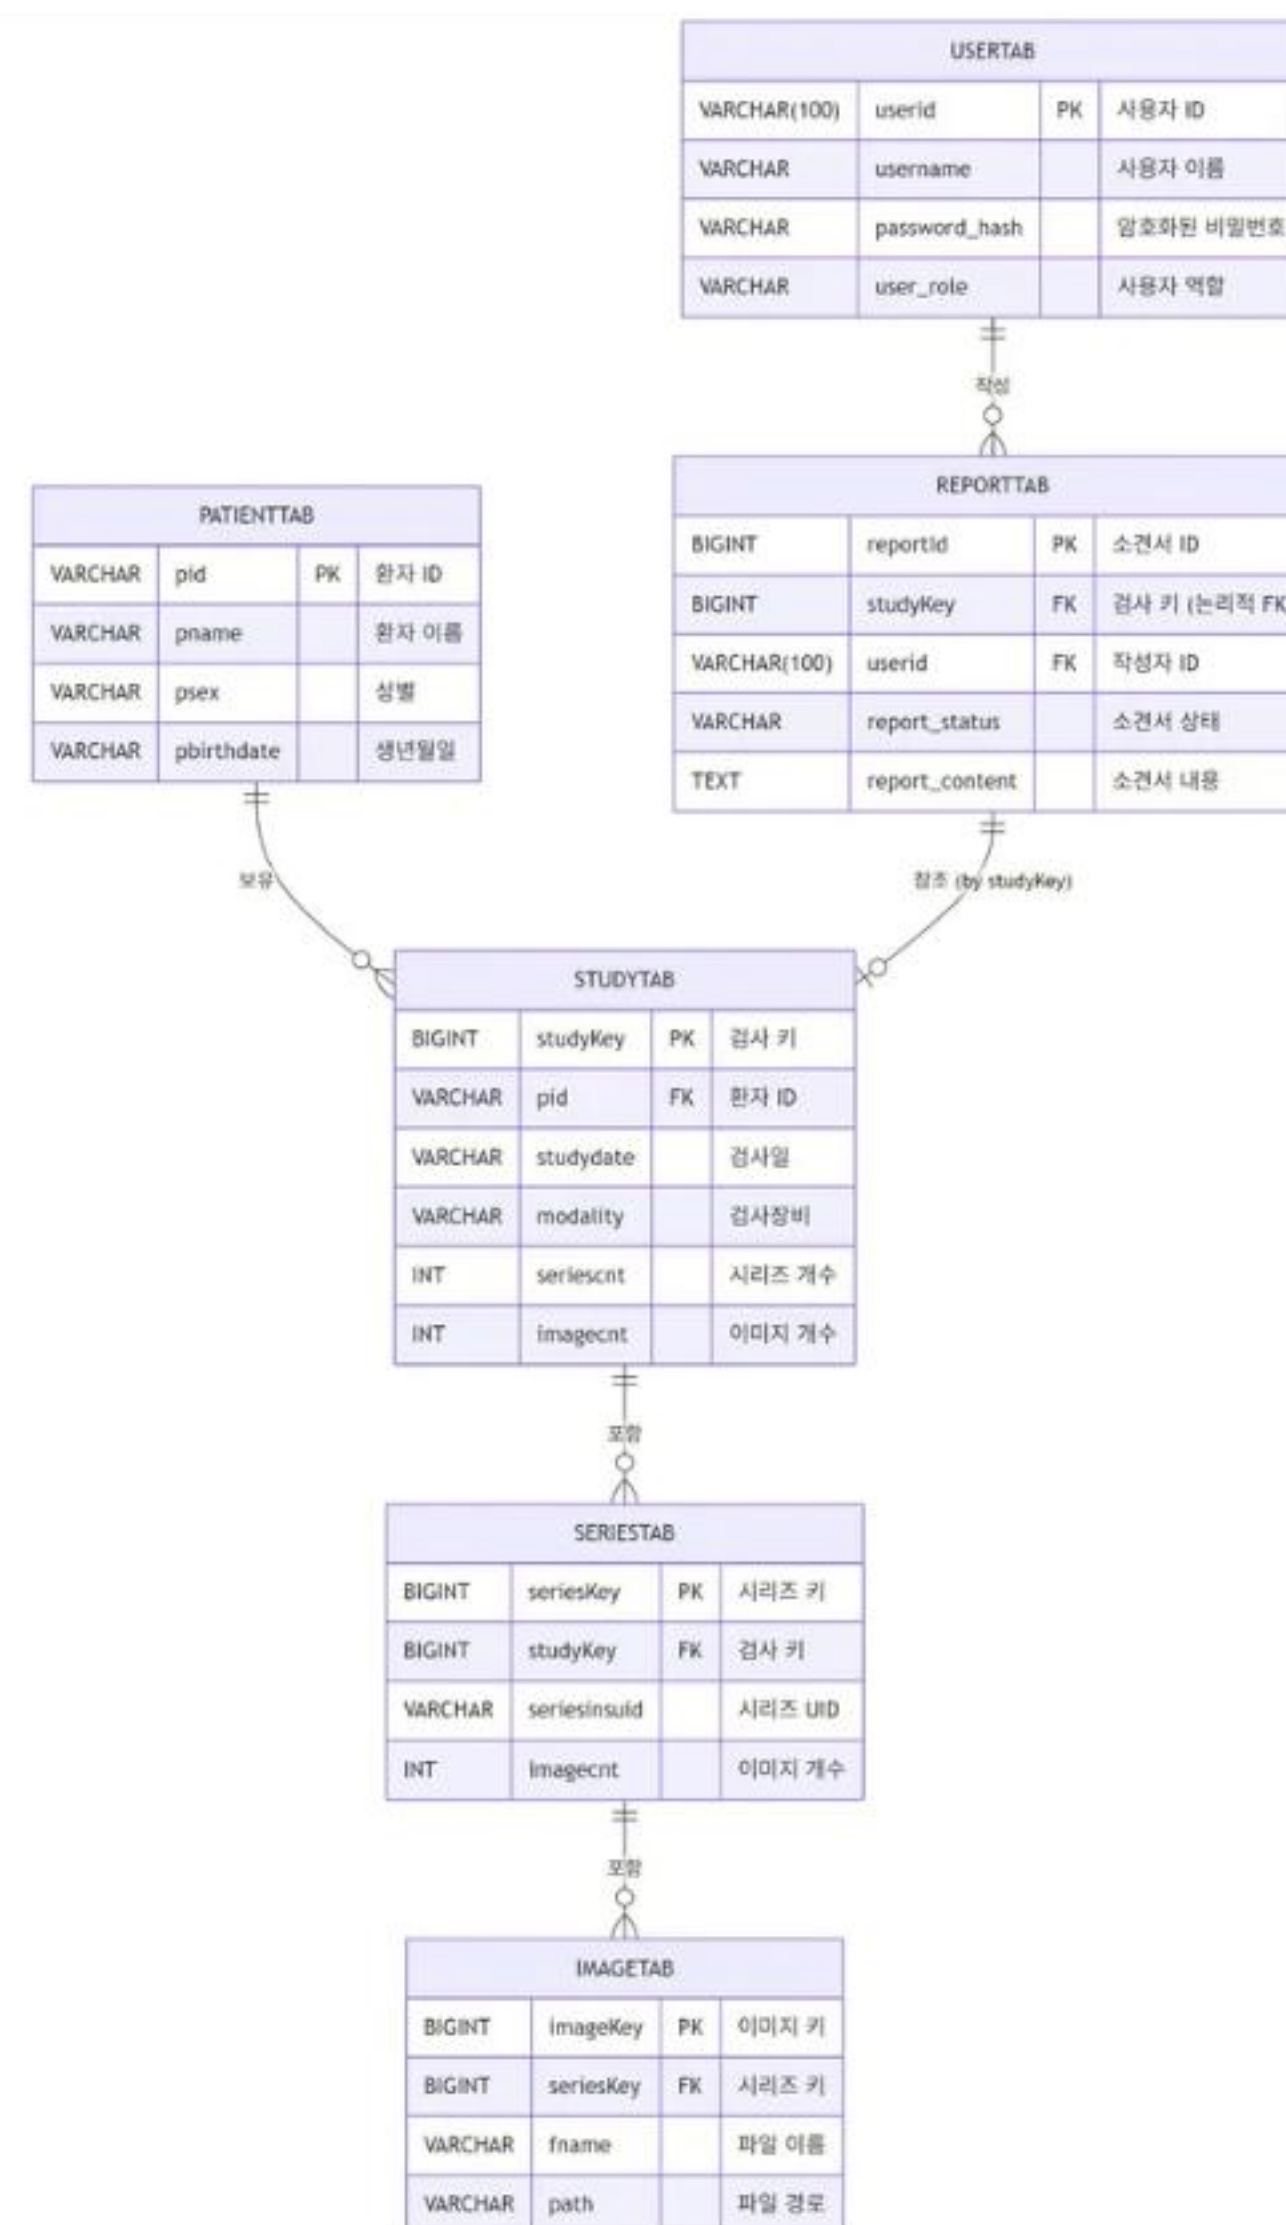 USERTAB
VARCHAR(100) userid PK 사용자 ID
VARCHAR username 사용자 이름
VARCHAR password_hash 암호화된 비밀번호
VARCHAR user_role 사용자 역할
작성
REPORTTAB
BIGINT reportId PK 소견서 ID
BIGINT studyKey FK 검사 키 (논리적 FK
VARCHAR(100) userid FK 작성자 ID
VARCHAR report_status 소견서 상태
TEXT report_content 소견서 내용
PATIENTTAB
VARCHAR pid PK 환자 ID
VARCHAR pname 환자 이름
VARCHAR psex 성별
VARCHAR pbirthdate 생년월일
보유
참조 (by studyKey)
STUDYTAB
BIGINT studyKey PK 검사 키
VARCHAR pid FK 환자 ID
VARCHAR studydate 검사일
VARCHAR modality 검사장비
INT seriescnt 시리즈 개수
INT imagecnt 이미지 개수
포함
SERIESTAB
BIGINT seriesKey PK 시리즈 키
BIGINT studyKey FK 검사 키
VARCHAR seriesinsuid 시리즈 UID
INT imagecnt 이미지 개수
포함
IMAGETAB
BIGINT imageKey PK 이미지 키
BIGINT seriesKey FK 시리즈 키
VARCHAR fname 파일 이름
VARCHAR path 파일 경로